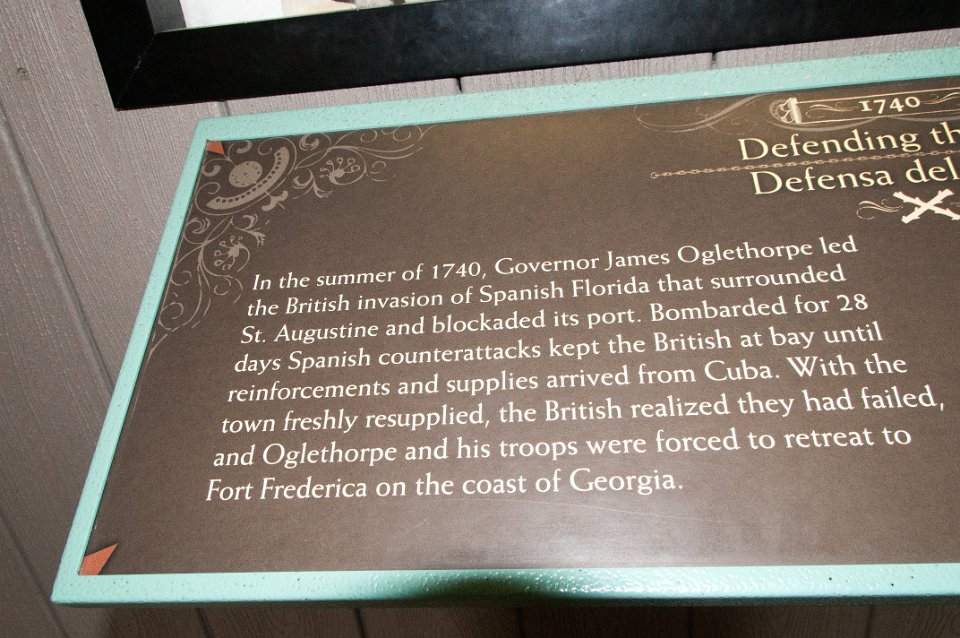 1740
Defending th
Defensa del
In the summer of 1740, Governor James Oglethorpe led
the British invasion of Spanish Florida that surrounded
St. Augustine and blockaded its port. Bombarded for 28
days Spanish counterattacks kept the British at bay until
reinforcements and supplies arrived from Cuba. With the
town freshly resupplied, the British realized they had failed,
and Oglethorpe and his troops were forced to retreat to
Fort Frederica on the coast of Georgia.